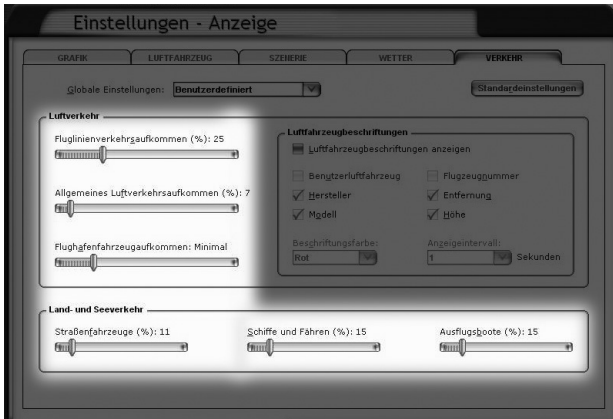 Einstellungen - Anzeige
GRAFIK LUFTFAHRZEUG SZENERIE WETTER VERKEHR
Globale Einstellungen: Benutzerdefiniert Standardeinstellungen
Luftverkehr
Fluglinienverkehrsaufkommen (%): 25
Allgemeines Luftverkehrsaufkommen (%): 7
Flughafenfahrzeugaufkommen: Minimal
Luftfahrzeugbeschriftungen
Luftfahrzeugbeschriftungen anzeigen
Benutzerluftfahrzeug Flugzeugnummer
Hersteller Entfernung
Modell Höhe
Beschriftungsfarbe: Anzeigeintervall:
Rot 1 Sekunden
Land- und Seeverkehr
Straßenfahrzeuge (%): 11 Schiffe und Fähren (%): 15 Ausflugsboote (%): 15